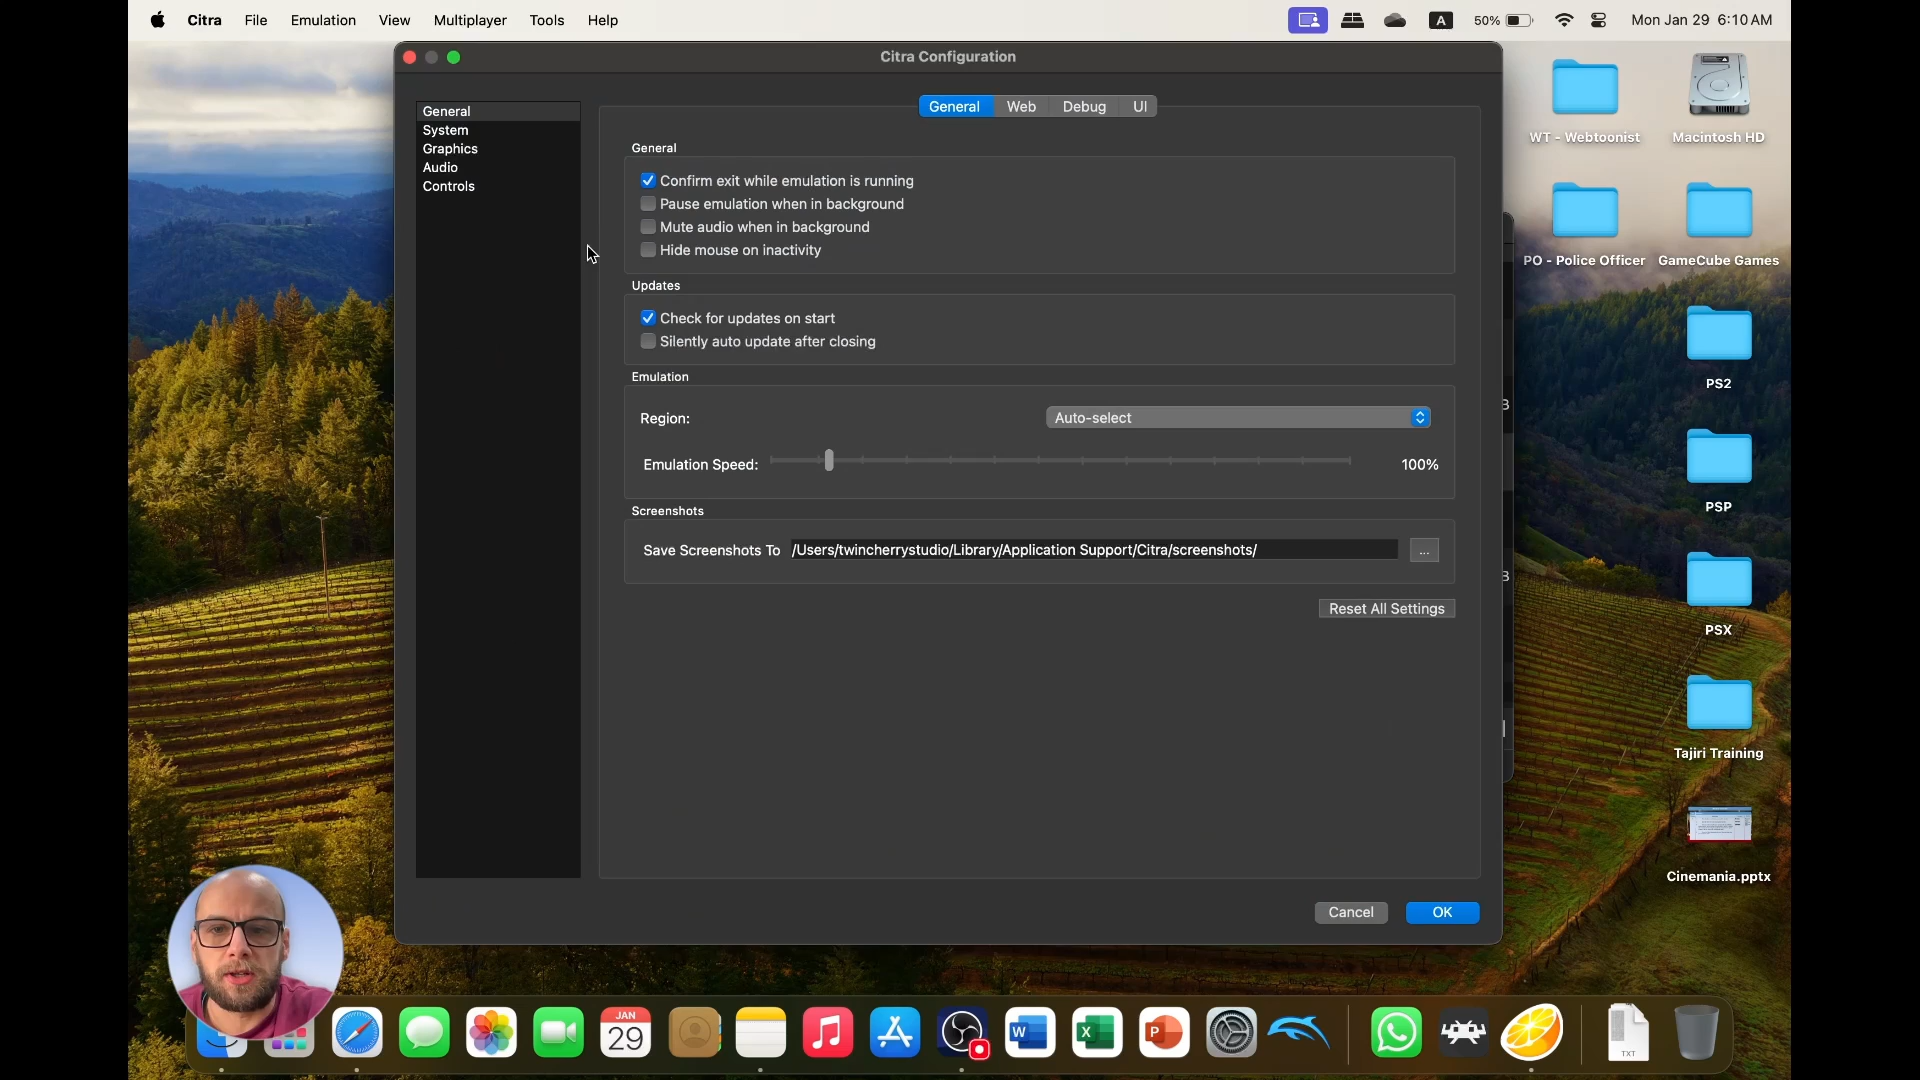 Citra File Emulation View Multiplayer Tools Help
A 50% Mon Jan 29 6:10 AM
Citra Configuration
General
System
Graphics
Audio
Controls
General Web Debug UI
General
Confirm exit while emulation is running
Pause emulation when in background
Mute audio when in background
Hide mouse on inactivity
Updates
Check for updates on start
Silently auto update after closing
Emulation
Region: Auto-select
Emulation Speed: 100%
Screenshots
Save Screenshots To /Users/twincherrystudio/Library/Application Support/Citra/screenshots/ ...
Reset All Settings
Cancel OK
B
B
WT - Webtoonist Macintosh HD
PO - Police Officer GameCube Games
PS2
PSP
PSX
Tajiri Training
Cinemania.pptx
JAN
29
W
X
P
TXT